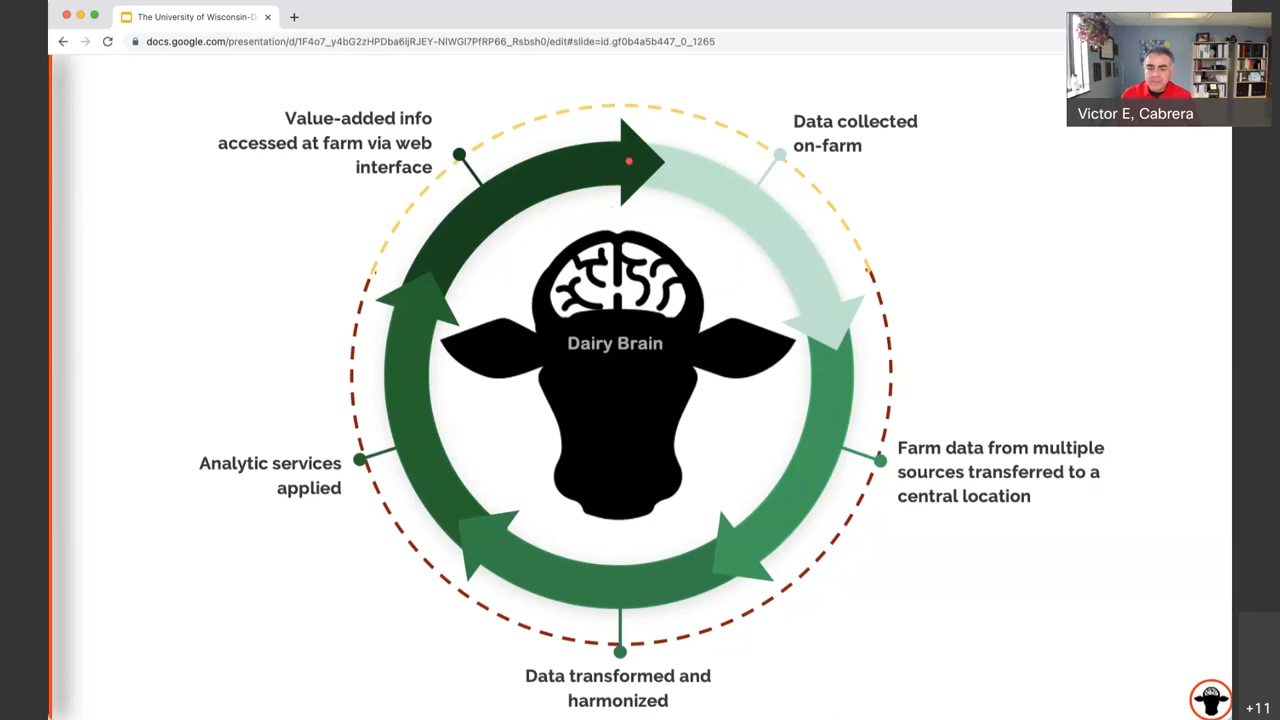 The University of Wisconsin-D
docs.google.com/presentation/d/1F4o7_y4bG2zHPDba6ljRJEY-NIWGl7PfRP66_Rsbsh0/edit#slide=id.gf0b4a5b447_0_1265
Victor E, Cabrera
Value-added info
accessed at farm via web
interface
Data collected
on-farm
Dairy Brain
Farm data from multiple
sources transferred to a
central location
Analytic services
applied
Data transformed and
harmonized
+11